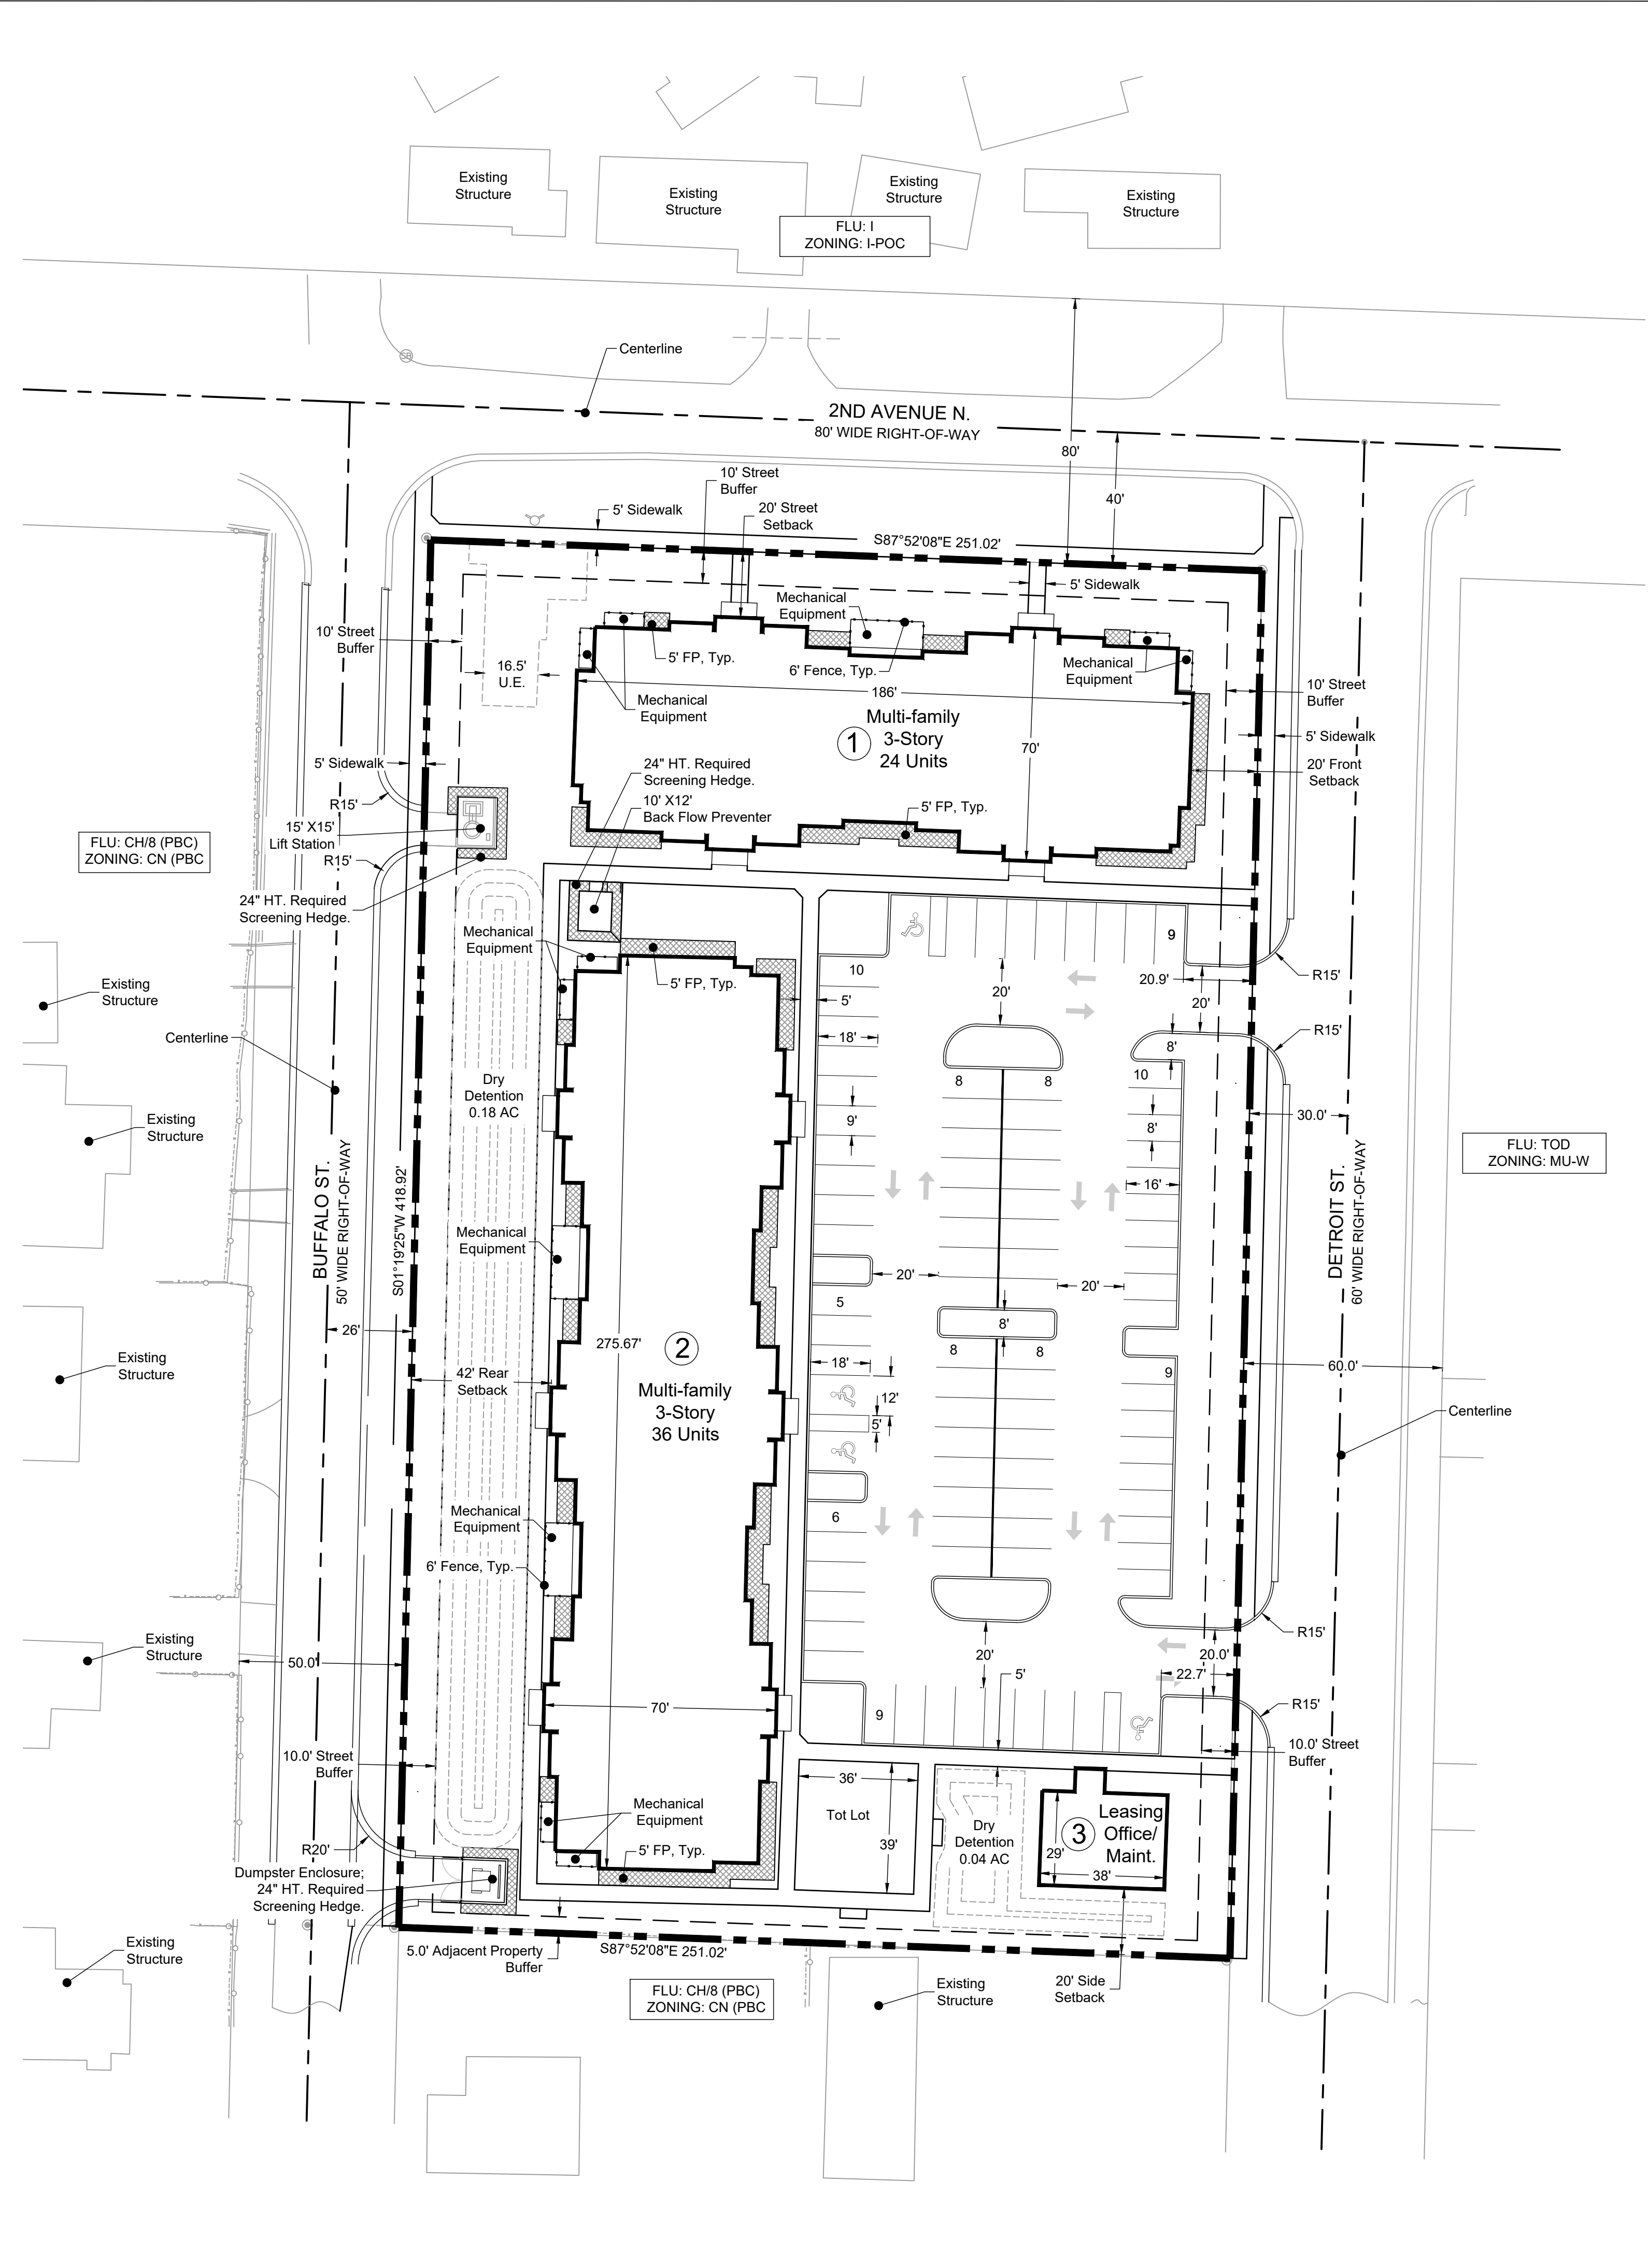 Existing
Structure
Existing
Structure
Existing
Structure
Existing
Structure
FLU: I
ZONING: I-POC
Centerline
2ND AVENUE N.
80' WIDE RIGHT-OF-WAY
80'
40'
10' Street
Buffer
20' Street
Setback
5' Sidewalk
S87°52'08"E 251.02'
5' Sidewalk
Mechanical
Equipment
10' Street
Buffer
16.5'
U.E.
5' FP, Typ.
6' Fence, Typ.
Mechanical
Equipment
186'
Mechanical
Equipment
10' Street
Buffer
5' Sidewalk
20' Front
Setback
1
Multi-family
3-Story
24 Units
70'
5' Sidewalk
R15'
24" HT. Required
Screening Hedge.
10' X12'
Back Flow Preventer
5' FP, Typ.
15' X15'
Lift Station
R15'
24" HT. Required
Screening Hedge.
FLU: CH/8 (PBC)
ZONING: CN (PBC
Mechanical
Equipment
5' FP, Typ.
9
10
20.9'
R15'
20'
5'
20'
Existing
Structure
Centerline
18'
8'
R15'
Dry
Detention
0.18 AC
8
8
10
30.0'
9'
8'
Existing
Structure
FLU: TOD
ZONING: MU-W
BUFFALO ST.
50' WIDE RIGHT-OF-WAY
S01°19'25"W 418.92'
DETROIT ST.
60' WIDE RIGHT-OF-WAY
16'
Mechanical
Equipment
20'
20'
5
8'
26'
275.67'
2
Multi-family
3-Story
36 Units
42' Rear
Setback
8
8
18'
9
60.0'
12'
5'
Existing
Structure
Centerline
Mechanical
Equipment
6
6' Fence, Typ.
Existing
Structure
50.0'
R15'
20'
20.0'
5'
22.7'
R15'
70'
9
10.0' Street
Buffer
10.0' Street
Buffer
36'
Tot Lot
39'
Mechanical
Equipment
5' FP, Typ.
Dry
Detention
0.04 AC
3
Leasing
Office/
Maint.
29'
38'
R20'
Dumpster Enclosure;
24" HT. Required
Screening Hedge.
Existing
Structure
5.0' Adjacent Property
Buffer
S87°52'08"E 251.02'
FLU: CH/8 (PBC)
ZONING: CN (PBC
Existing
Structure
20' Side
Setback